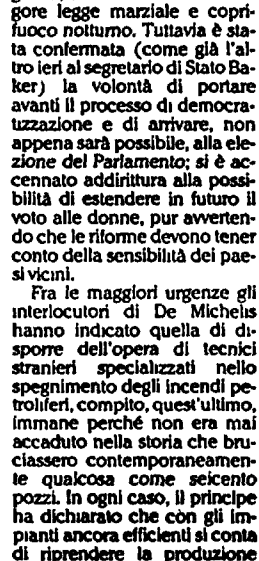 gore legge marziale e copri-
fuoco notturno. Tuttavia è sta-
ta confermata (come già l'al-
tro ieri al segretario di Stato Ba-
ker) la volontà di portare
avanti il processo di democra-
tizzazione e di arrivare, non
appena sarà possibile, alla ele-
zione del Parlamento; si è ac-
cennato addirittura alla possi-
bilità di estendere in futuro il
voto alle donne, pur avverten-
do che le riforme devono tener
conto della sensibilità dei pae-
si vicini.
Fra le maggiori urgenze gli
interlocutori di De Michelis
hanno indicato quella di di-
sporre dell'opera di tecnici
stranieri specializzati nello
spegnimento degli incendi pe-
troliferi, compito, quest'ultimo,
immane perché non era mai
accaduto nella storia che bru-
ciassero contemporaneamen-
te qualcosa come seicento
pozzi. In ogni caso, il principe
ha dichiarato che con gli im-
pianti ancora efficienti si conta
di riprendere la produzione